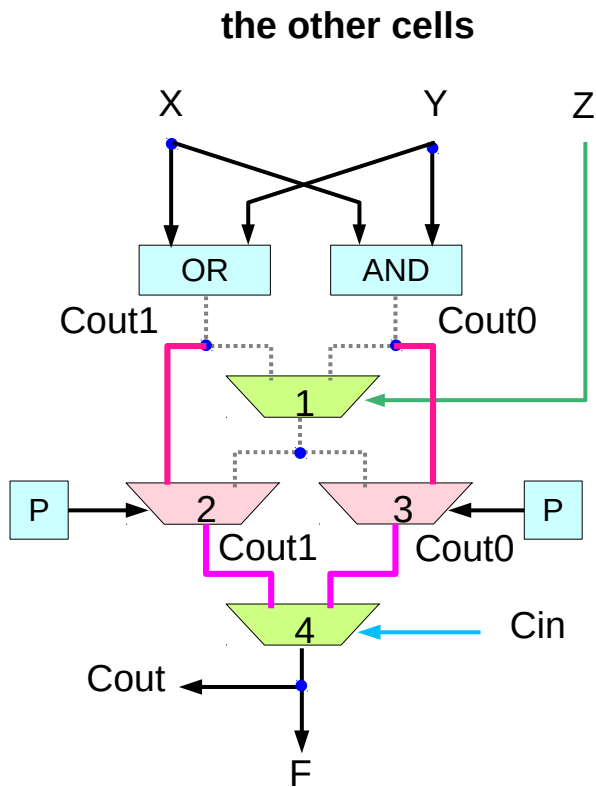 the other cells
X Y Z
OR AND
Cout1 Cout0
1
P 2 3 P
Cout1 Cout0
4 Cin
Cout
F